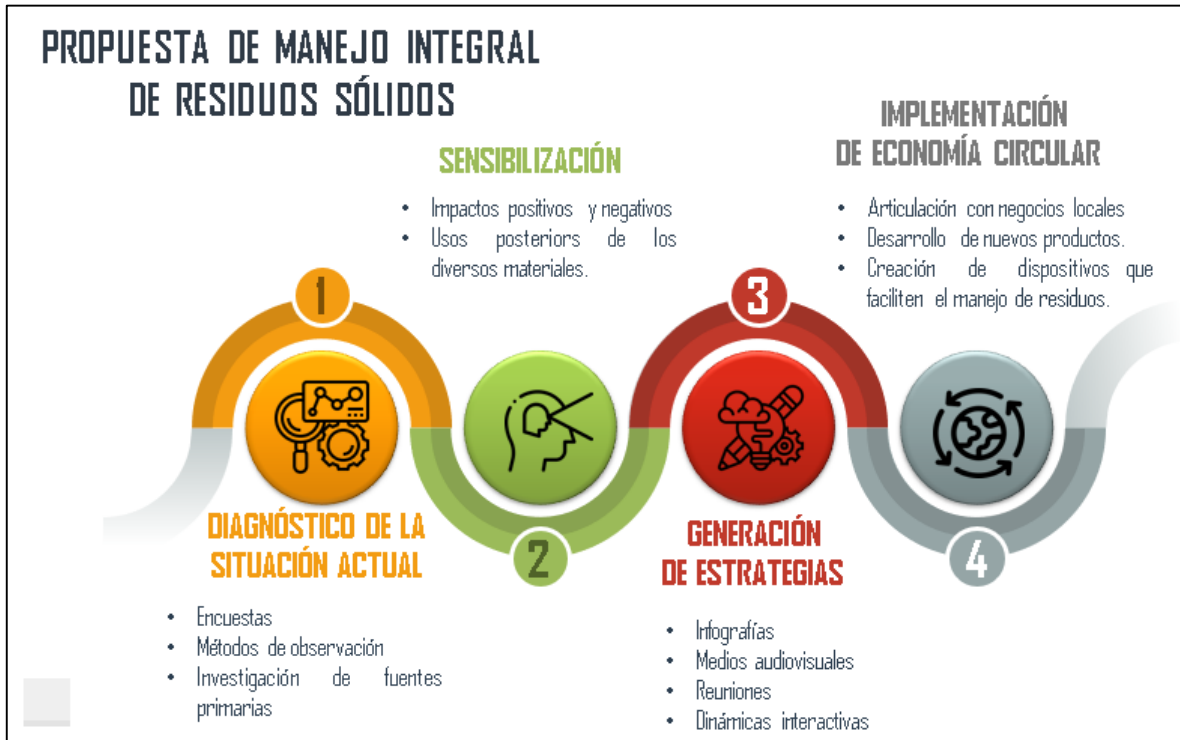 PROPUESTA DE MANEJO INTEGRAL
DE RESIDUOS SÓLIDOS
1
DIAGNÓSTICO DE LA
SITUACIÓN ACTUAL
• Encuestas
• Métodos de observación
• Investigación de fuentes
primarias
SENSIBILIZACIÓN
• Impactos positivos y negativos
• Usos posteriors de los
diversos materiales.
2
3
GENERACIÓN
DE ESTRATEGIAS
• Infografías
• Medios audiovisuales
• Reuniones
• Dinámicas interactivas
IMPLEMENTACIÓN
DE ECONOMÍA CIRCULAR
• Articulación con negocios locales
• Desarrollo de nuevos productos.
• Creación de dispositivos que
faciliten el manejo de residuos.
4